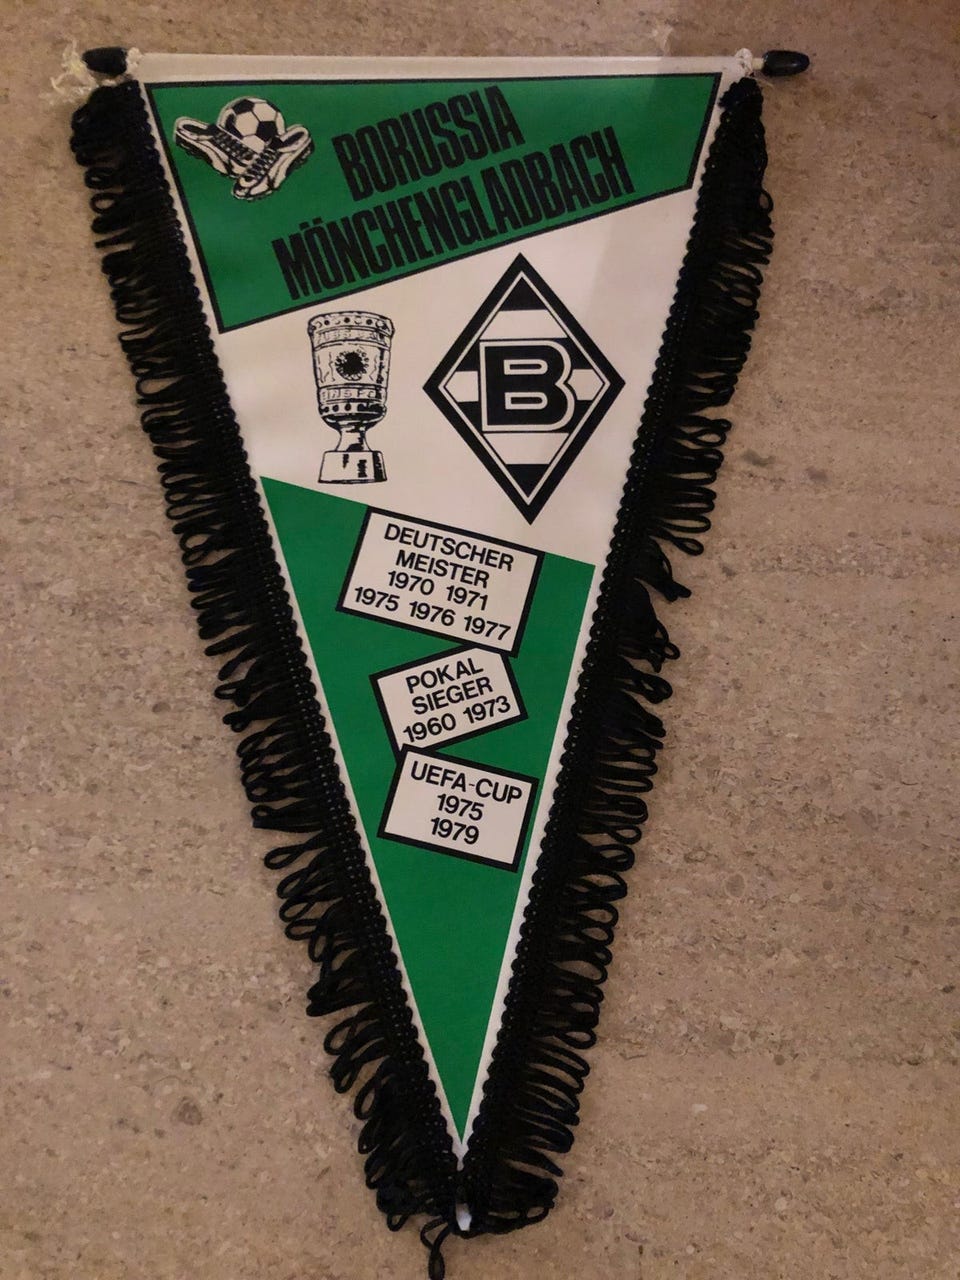 BORUSSIA
MÖNCHENGLADBACH
B
DEUTSCHER
MEISTER
1970 1971
1975 1976 1977
POKAL
SIEGER
1960 1973
UEFA-CUP
1975
1979